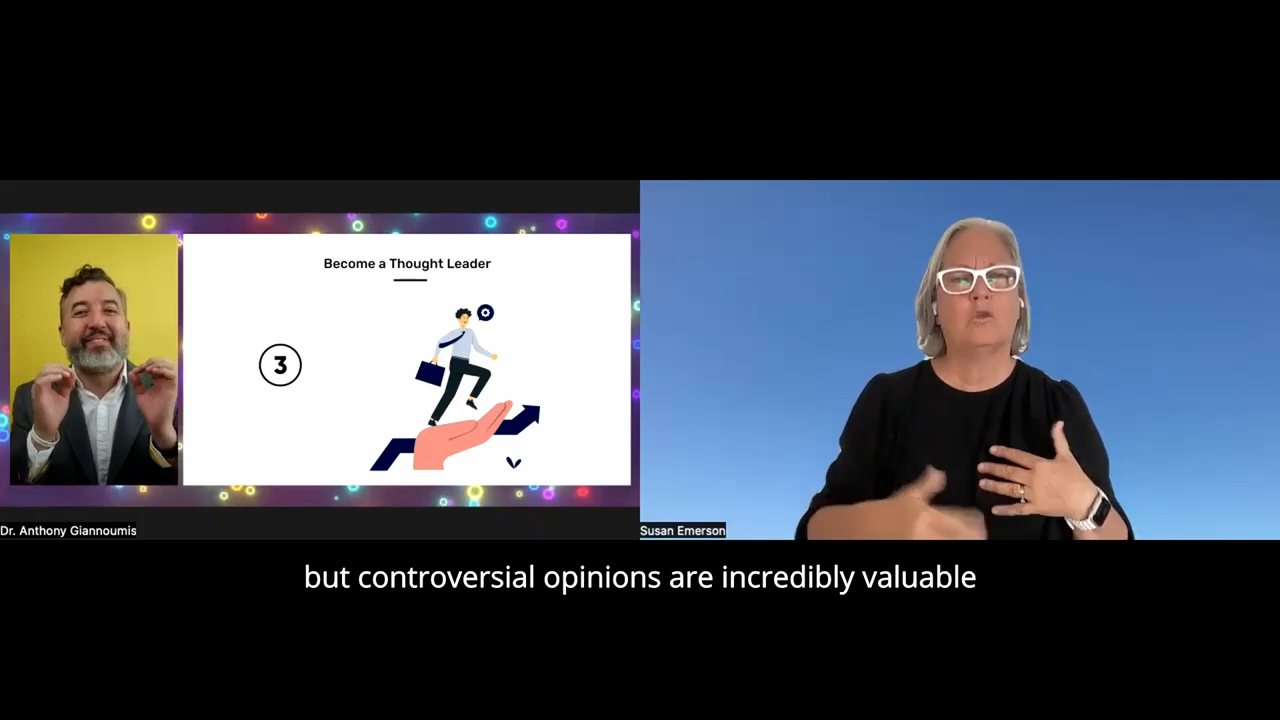 Become a Thought Leader
3
Dr. Anthony Giannoumis
Susan Emerson
but controversial opinions are incredibly valuable